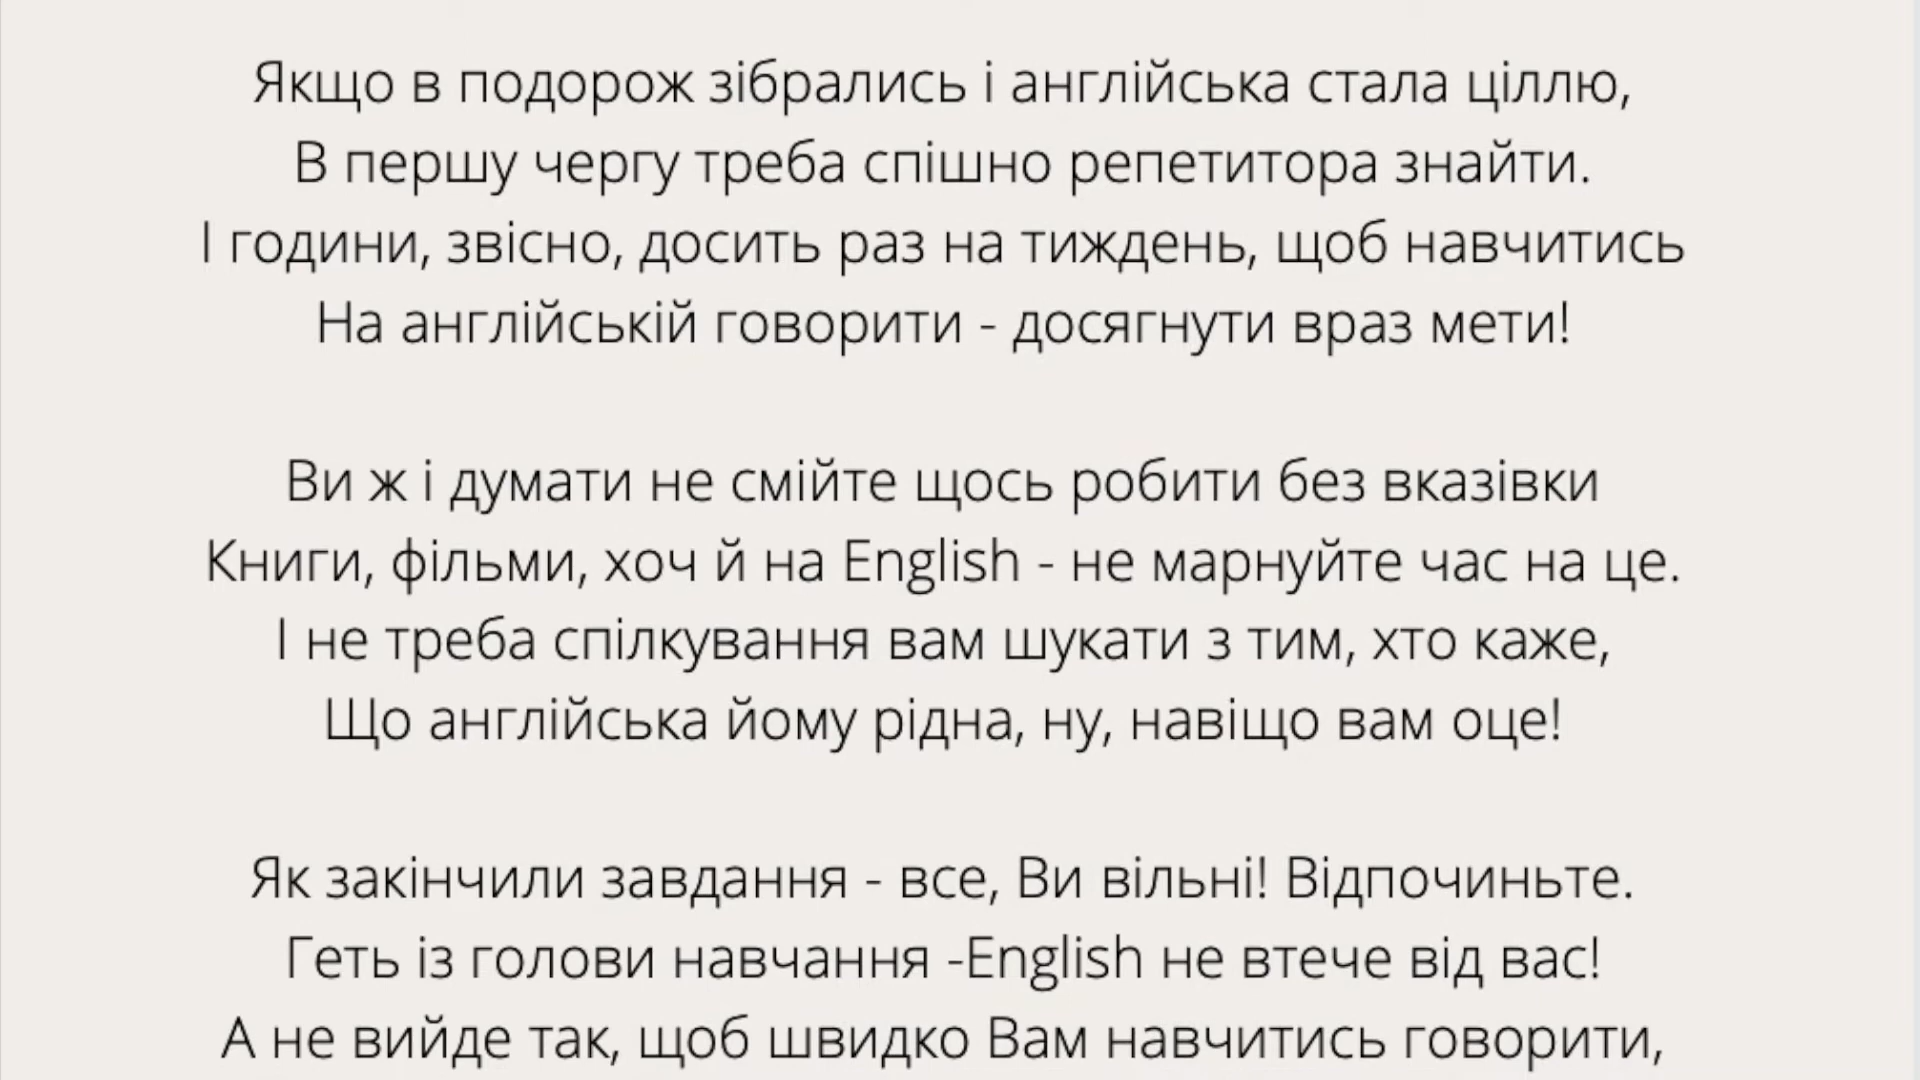 Якщо в подорож зібрались і англійська стала ціллю,
В першу чергу треба спішно репетитора знайти.
І години, звісно, досить раз на тиждень, щоб навчитись
На англійській говорити - досягнути враз мети!
Ви ж і думати не смійте щось робити без вказівки
Книги, фільми, хоч й на English - не марнуйте час на це.
І не треба спілкування вам шукати з тим, хто каже,
Що англійська йому рідна, ну, навіщо вам оце!
Як закінчили завдання - все, Ви вільні! Відпочиньте.
Геть із голови навчання -English не втече від вас!
А не вийде так, щоб швидко Вам навчитись говорити,